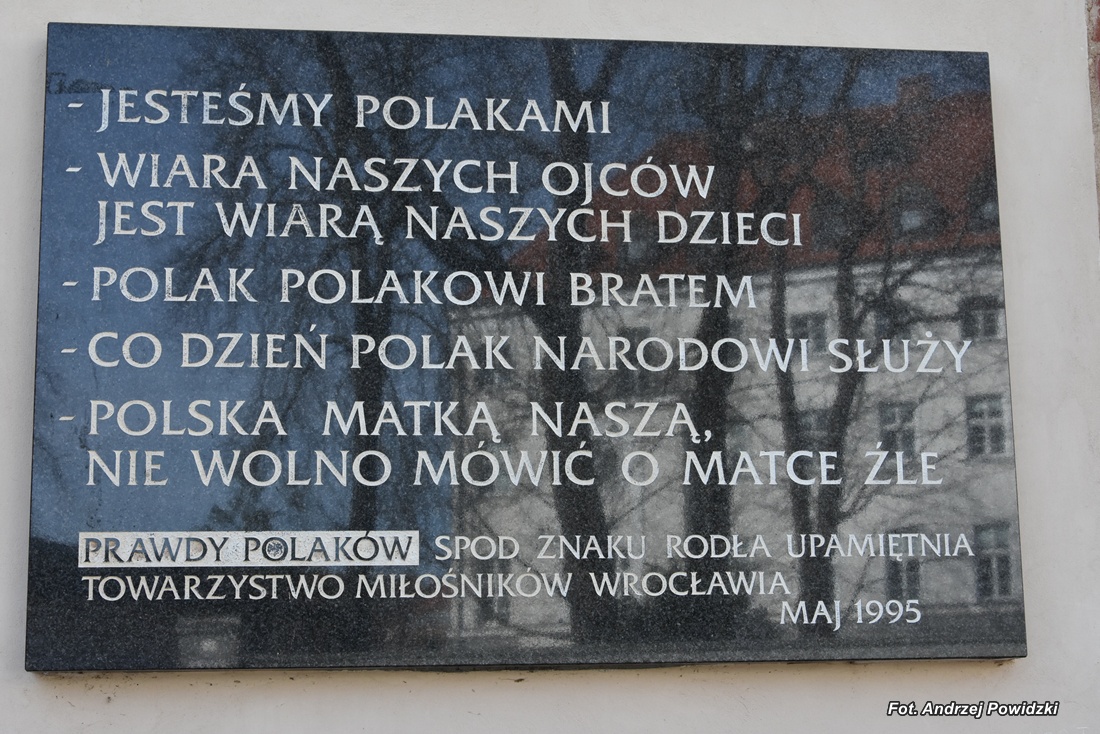 - JESTEŚMY POLAKAMI
- WIARA NASZYCH OJCÓW
JEST WIARĄ NASZYCH DZIECI
- POLAK POLAKOWI BRATEM
- CO DZIEŃ POLAK NARODOWI SŁUŻY
- POLSKA MATKĄ NASZĄ,
NIE WOLNO MÓWIĆ O MATCE ŹLE
PRAWDY POLAKÓW SPOD ZNAKU RODŁA UPAMIĘTNIA
TOWARZYSTWO MIŁOŚNIKÓW WROCŁAWIA
MAJ 1995
Fot. Andrzej Powidzki